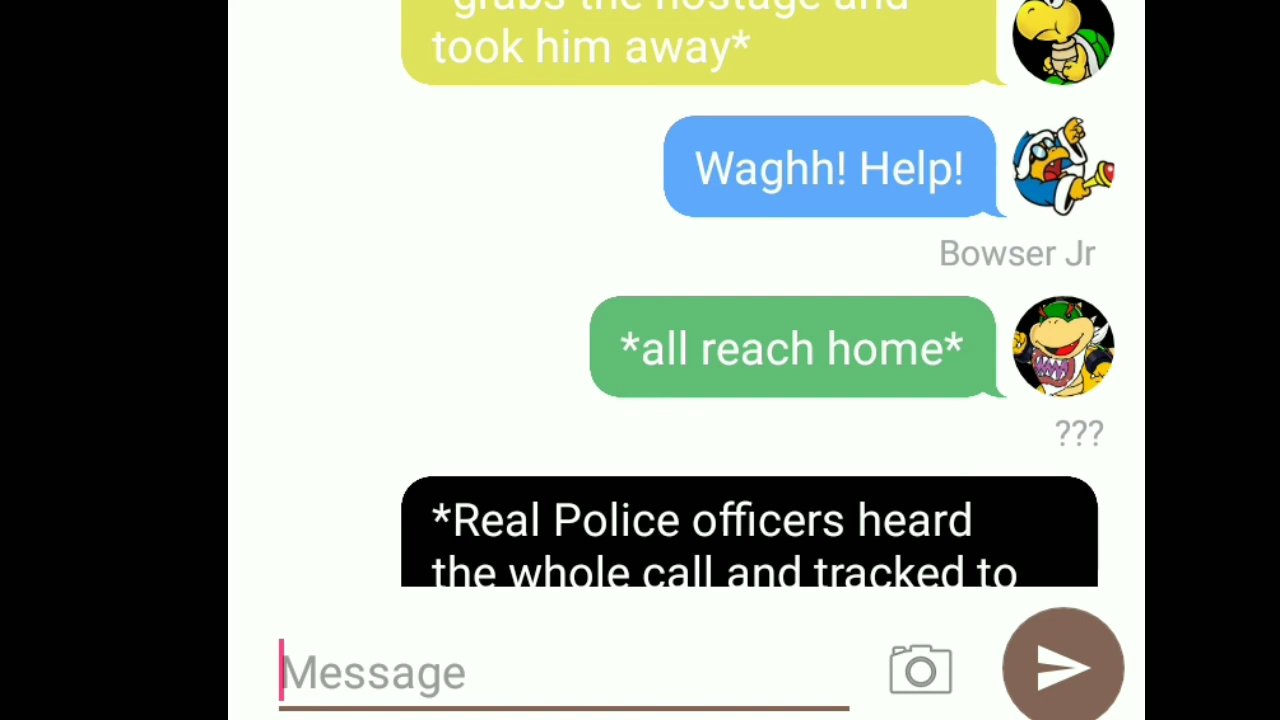 *grabs the hostage and
took him away*
Waghh! Help!
Bowser Jr
*all reach home*
???
*Real Police officers heard
the whole call and tracked to
Message